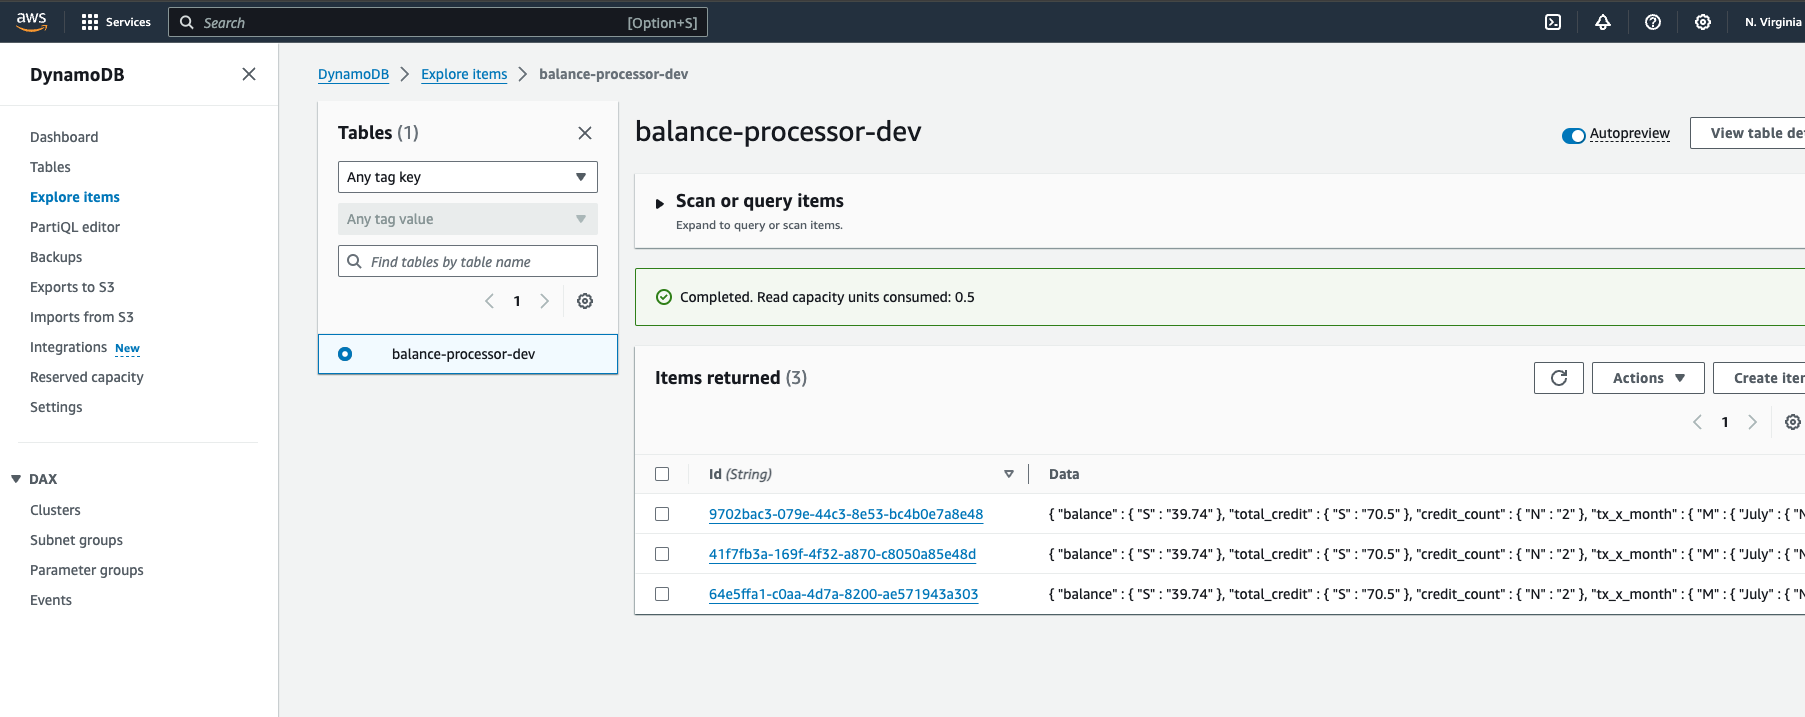 aws
Services
Search
[Option+S]
N. Virginia
DynamoDB
Dashboard
Tables
Explore items
PartiQL editor
Backups
Exports to S3
Imports from S3
Integrations New
Reserved capacity
Settings
DAX
Clusters
Subnet groups
Parameter groups
Events
DynamoDB > Explore items > balance-processor-dev
Tables (1)
Any tag key
Any tag value
Find tables by table name
1
balance-processor-dev
balance-processor-dev
Autopreview
View table de
Scan or query items
Expand to query or scan items.
Completed. Read capacity units consumed: 0.5
Items returned (3)
Actions
Create iter
1
Id (String)
Data
9702bac3-079e-44c3-8e53-bc4b0e7a8e48
{ "balance" : { "S" : "39.74" }, "total_credit" : { "S" : "70.5" }, "credit_count" : { "N" : "2" }, "tx_x_month" : { "M" : { "July" : { "N
41f7fb3a-169f-4f32-a870-c8050a85e48d
{ "balance" : { "S" : "39.74" }, "total_credit" : { "S" : "70.5" }, "credit_count" : { "N" : "2" }, "tx_x_month" : { "M" : { "July" : { "N
64e5ffa1-c0aa-4d7a-8200-ae571943a303
{ "balance" : { "S" : "39.74" }, "total_credit" : { "S" : "70.5" }, "credit_count" : { "N" : "2" }, "tx_x_month" : { "M" : { "July" : { "N